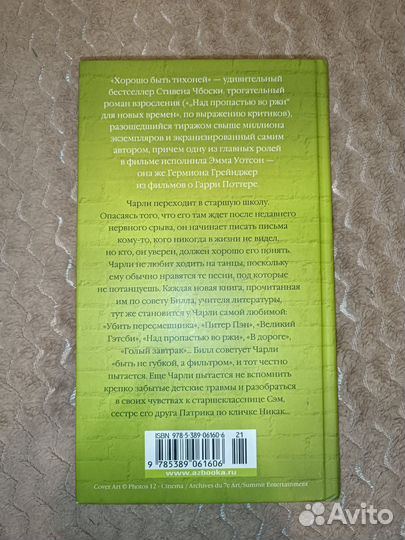 «Хорошо быть тихоней» — удивительный
бестселлер Стивена Чбоски, трогательный
роман взросления („Над пропастью во ржи"
для новых времен», по выражению критиков),
разошедшийся тиражом свыше миллиона
экземпляров и экранизированный самим
автором, причем одну из главных ролей
в фильме исполнила Эмма Уотсон —
она же Гермиона Грейнджер
из фильмов о Гарри Поттере.
Чарли переходит в старшую школу.
Опасаясь того, что его там ждет после недавнего
нервного срыва, он начинает писать письма
кому-то, кого никогда в жизни не видел,
но кто, он уверен, должен хорошо его понять.
Чарли не любит ходить на танцы, поскольку
ему обычно нравятся те песни, под которые
не потанцуешь. Каждая новая книга, прочитанная
им по совету Билла, учителя литературы,
тут же становится у Чарли самой любимой:
«Убить пересмешника», «Питер Пэн», «Великий
Гэтсби», «Над пропастью во ржи», «В дороге»,
«Голый завтрак»... Билл советует Чарли
«быть не губкой, а фильтром», и тот честно
пытается. Еще Чарли пытается не вспоминать
крепко забытые детские травмы и разобраться
в своих чувствах к старшекласснице Сэм,
сестре его друга Патрика по кличке Никак...
ISBN 978-5-389-06160-6
21
9 785389 061606
www.azbooka.ru
Cover Art © Photos 12 - Cinema / Archives du 7e Art/Summit Entertainment
Avito